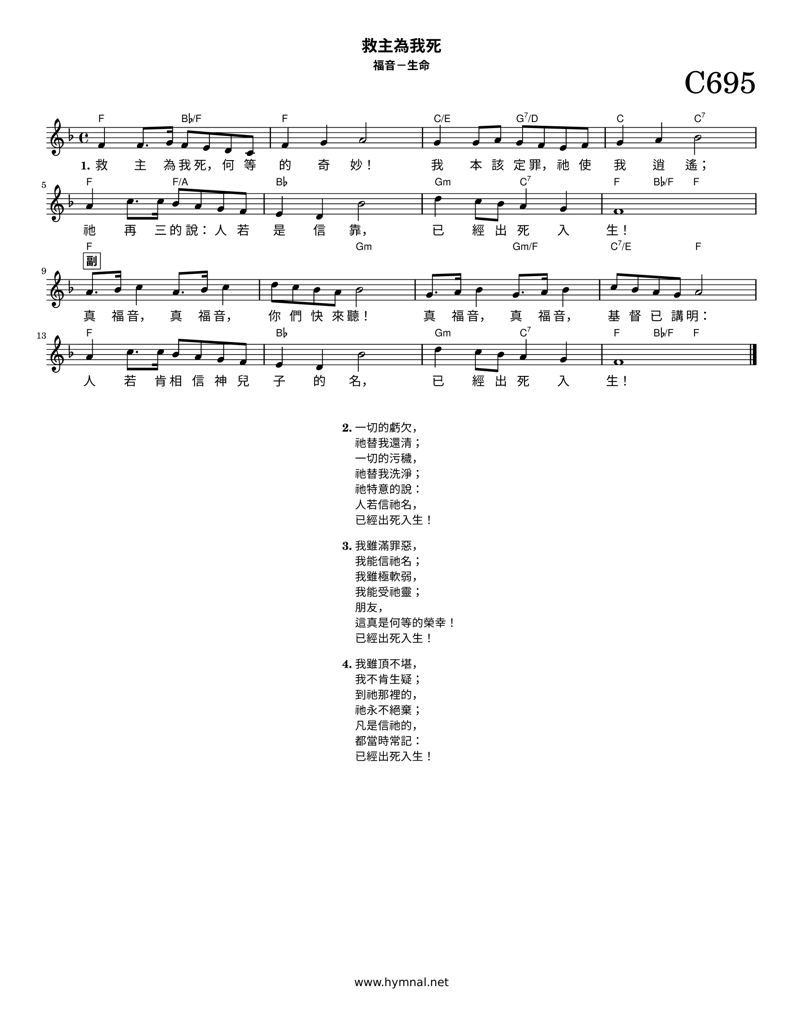 救主為我死
福音－生命
C695
F B♭/F F C/E G7/D C C7
1. 救 主 為我死，何 等 的 奇 妙！ 我 本 該 定罪，祂 使 我 逍 遙；
5 F F/A B♭ Gm C7 F B♭/F F
祂 再 三的說：人 若 是 信 靠， 已 經 出 死 入 生！
F Gm Gm/F C7/E F
副
9
真 福音， 真 福音， 你 們 快 來聽！ 真 福音， 真 福音， 基 督 已 講明：
13 F B♭ Gm C7 F B♭/F F
人 若 肯相 信 神 兒 子 的 名， 已 經 出 死 入 生！
2. 一切的虧欠，
祂替我還清；
一切的污穢，
祂替我洗淨；
祂特意的說：
人若信祂名，
已經出死入生！
3. 我雖滿罪惡，
我能信祂名；
我雖極軟弱，
我能受祂靈；
朋友，
這真是何等的榮幸！
已經出死入生！
4. 我雖頂不堪，
我不肯生疑；
到祂那裡的，
祂永不絕棄；
凡是信祂的，
都當時常記：
已經出死入生！
www.hymnal.net